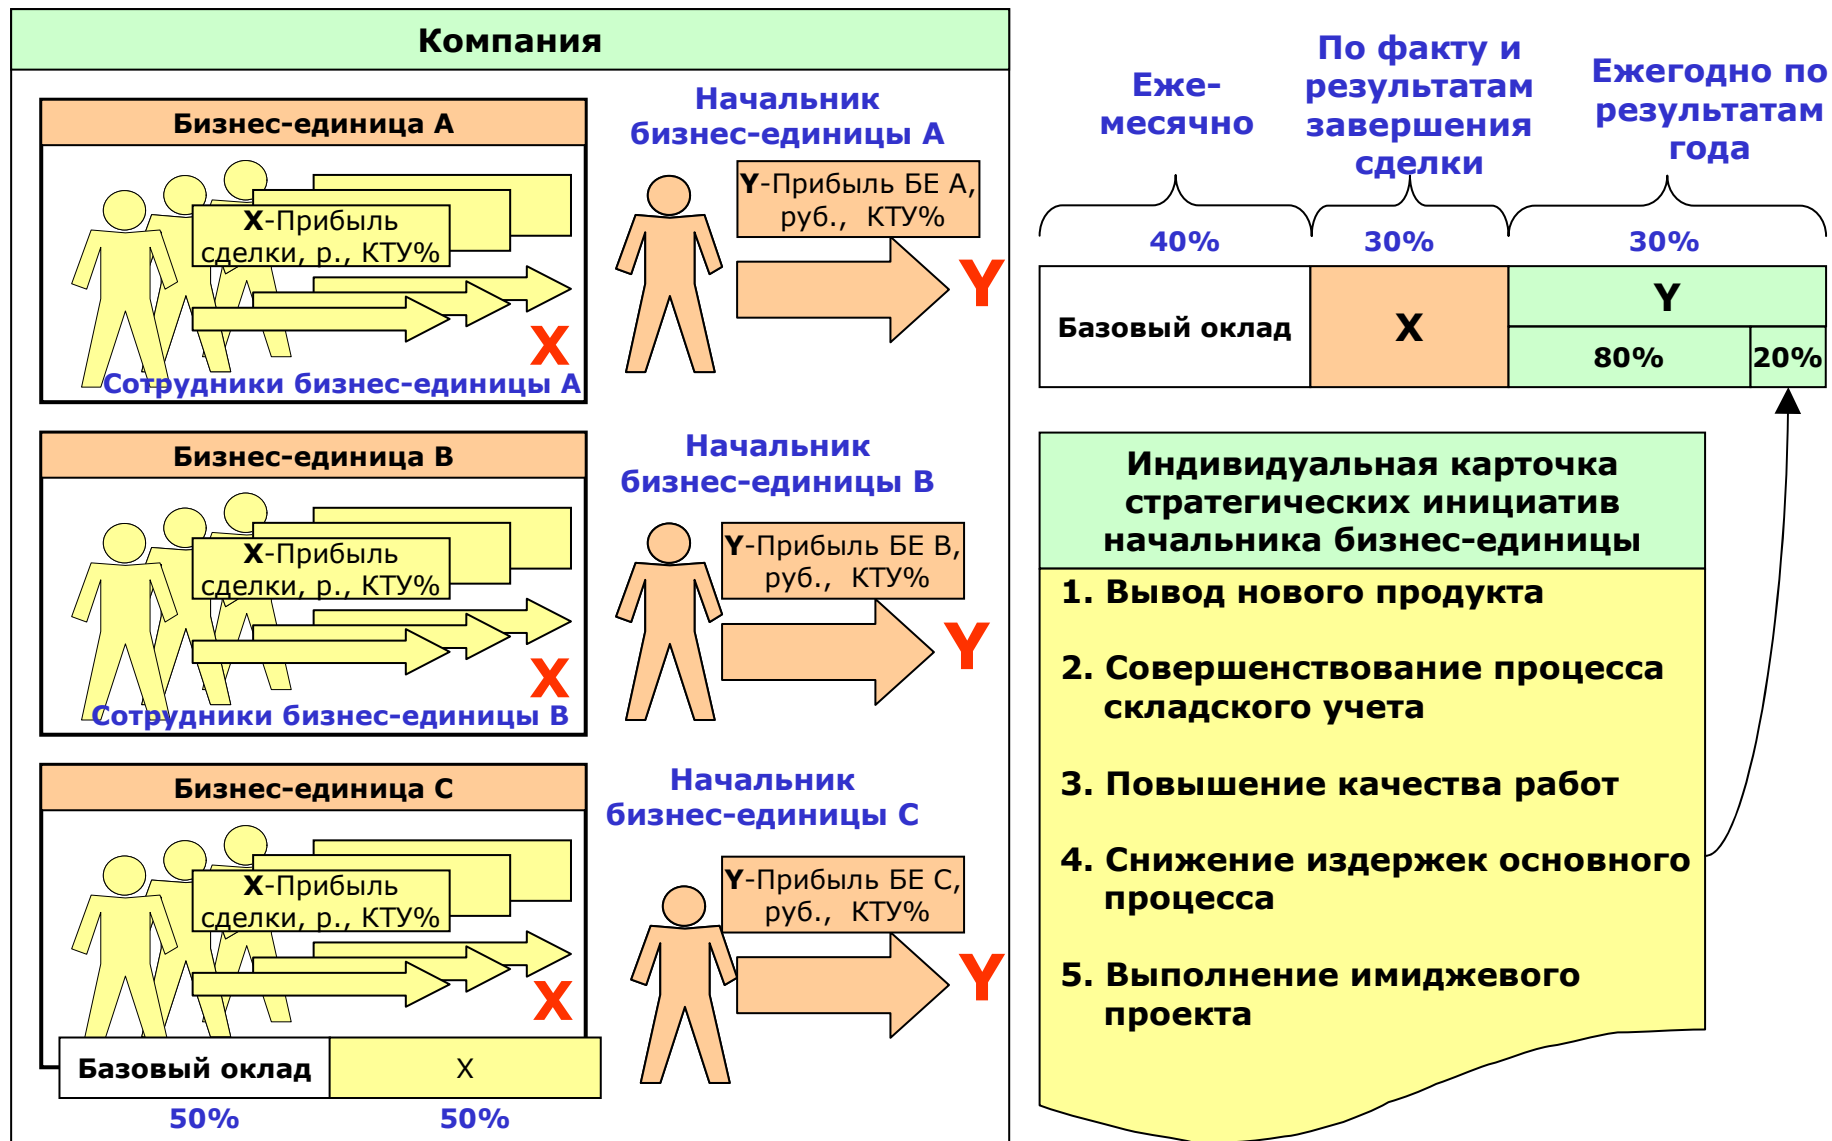 Компания
Бизнес-единица А
X-Прибыль
сделки, р., КТУ%
X
Сотрудники бизнес-единицы А
Начальник
бизнес-единицы А
Y-Прибыль БЕ А,
руб., КТУ%
Y
Бизнес-единица В
X-Прибыль
сделки, р., КТУ%
X
Сотрудники бизнес-единицы В
Начальник
бизнес-единицы В
Y-Прибыль БЕ В,
руб., КТУ%
Y
Бизнес-единица С
X-Прибыль
сделки, р., КТУ%
X
Базовый оклад
X
50%
50%
Начальник
бизнес-единицы С
Y-Прибыль БЕ С,
руб., КТУ%
Y
Еже-
месячно
По факту и
результатам
завершения
сделки
Ежегодно по
результатам
года
40%
30%
30%
Базовый оклад
X
Y
80%
20%
Индивидуальная карточка
стратегических инициатив
начальника бизнес-единицы
1. Вывод нового продукта
2. Совершенствование процесса
складского учета
3. Повышение качества работ
4. Снижение издержек основного
процесса
5. Выполнение имиджевого
проекта